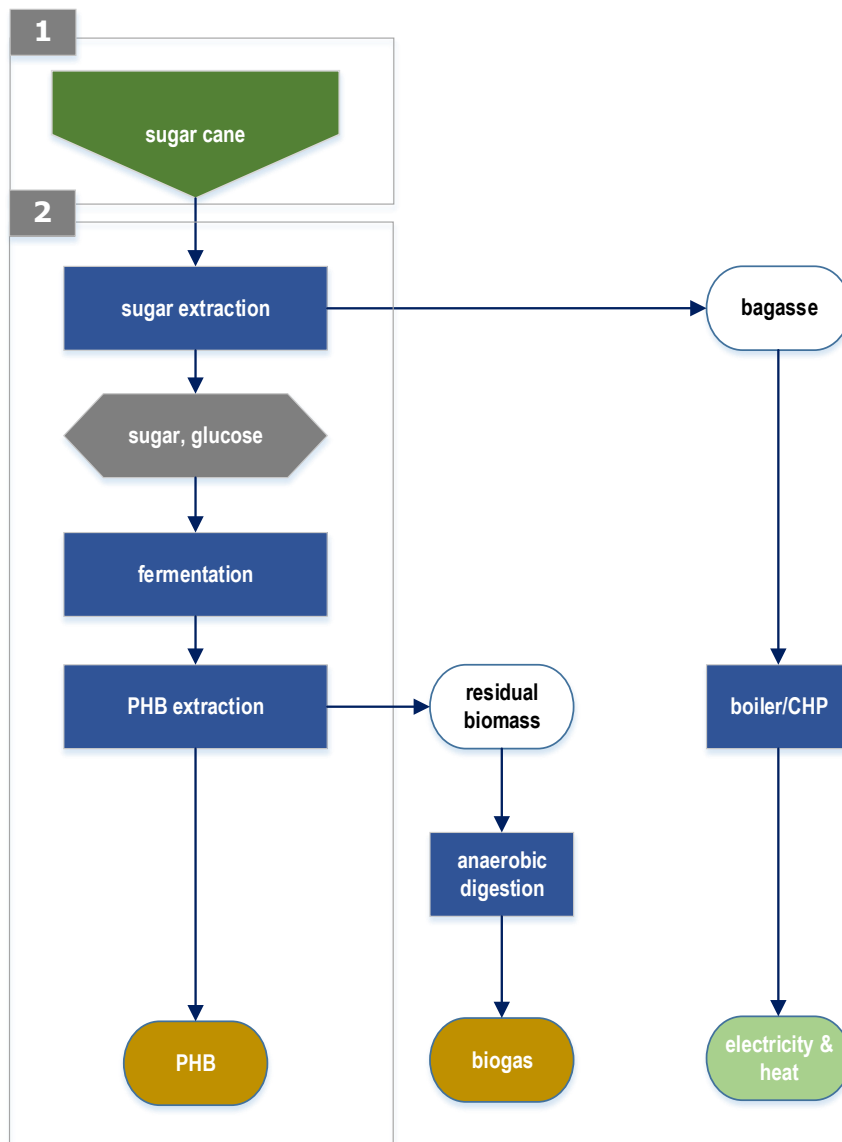 1
sugar cane
2
sugar extraction
bagasse
sugar, glucose
fermentation
PHB extraction
residual
biomass
boiler/CHP
anaerobic
digestion
PHB
biogas
electricity &
heat